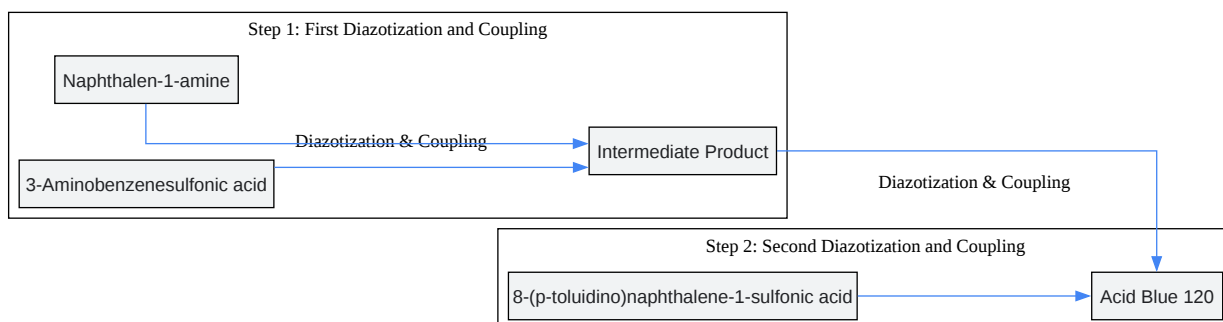 Step 1: First Diazotization and Coupling
Naphthalen-1-amine
Diazotization & Coupling
Intermediate Product
3-Aminobenzenesulfonic acid
Diazotization & Coupling
Step 2: Second Diazotization and Coupling
8-(p-toluidino)naphthalene-1-sulfonic acid
Acid Blue 120